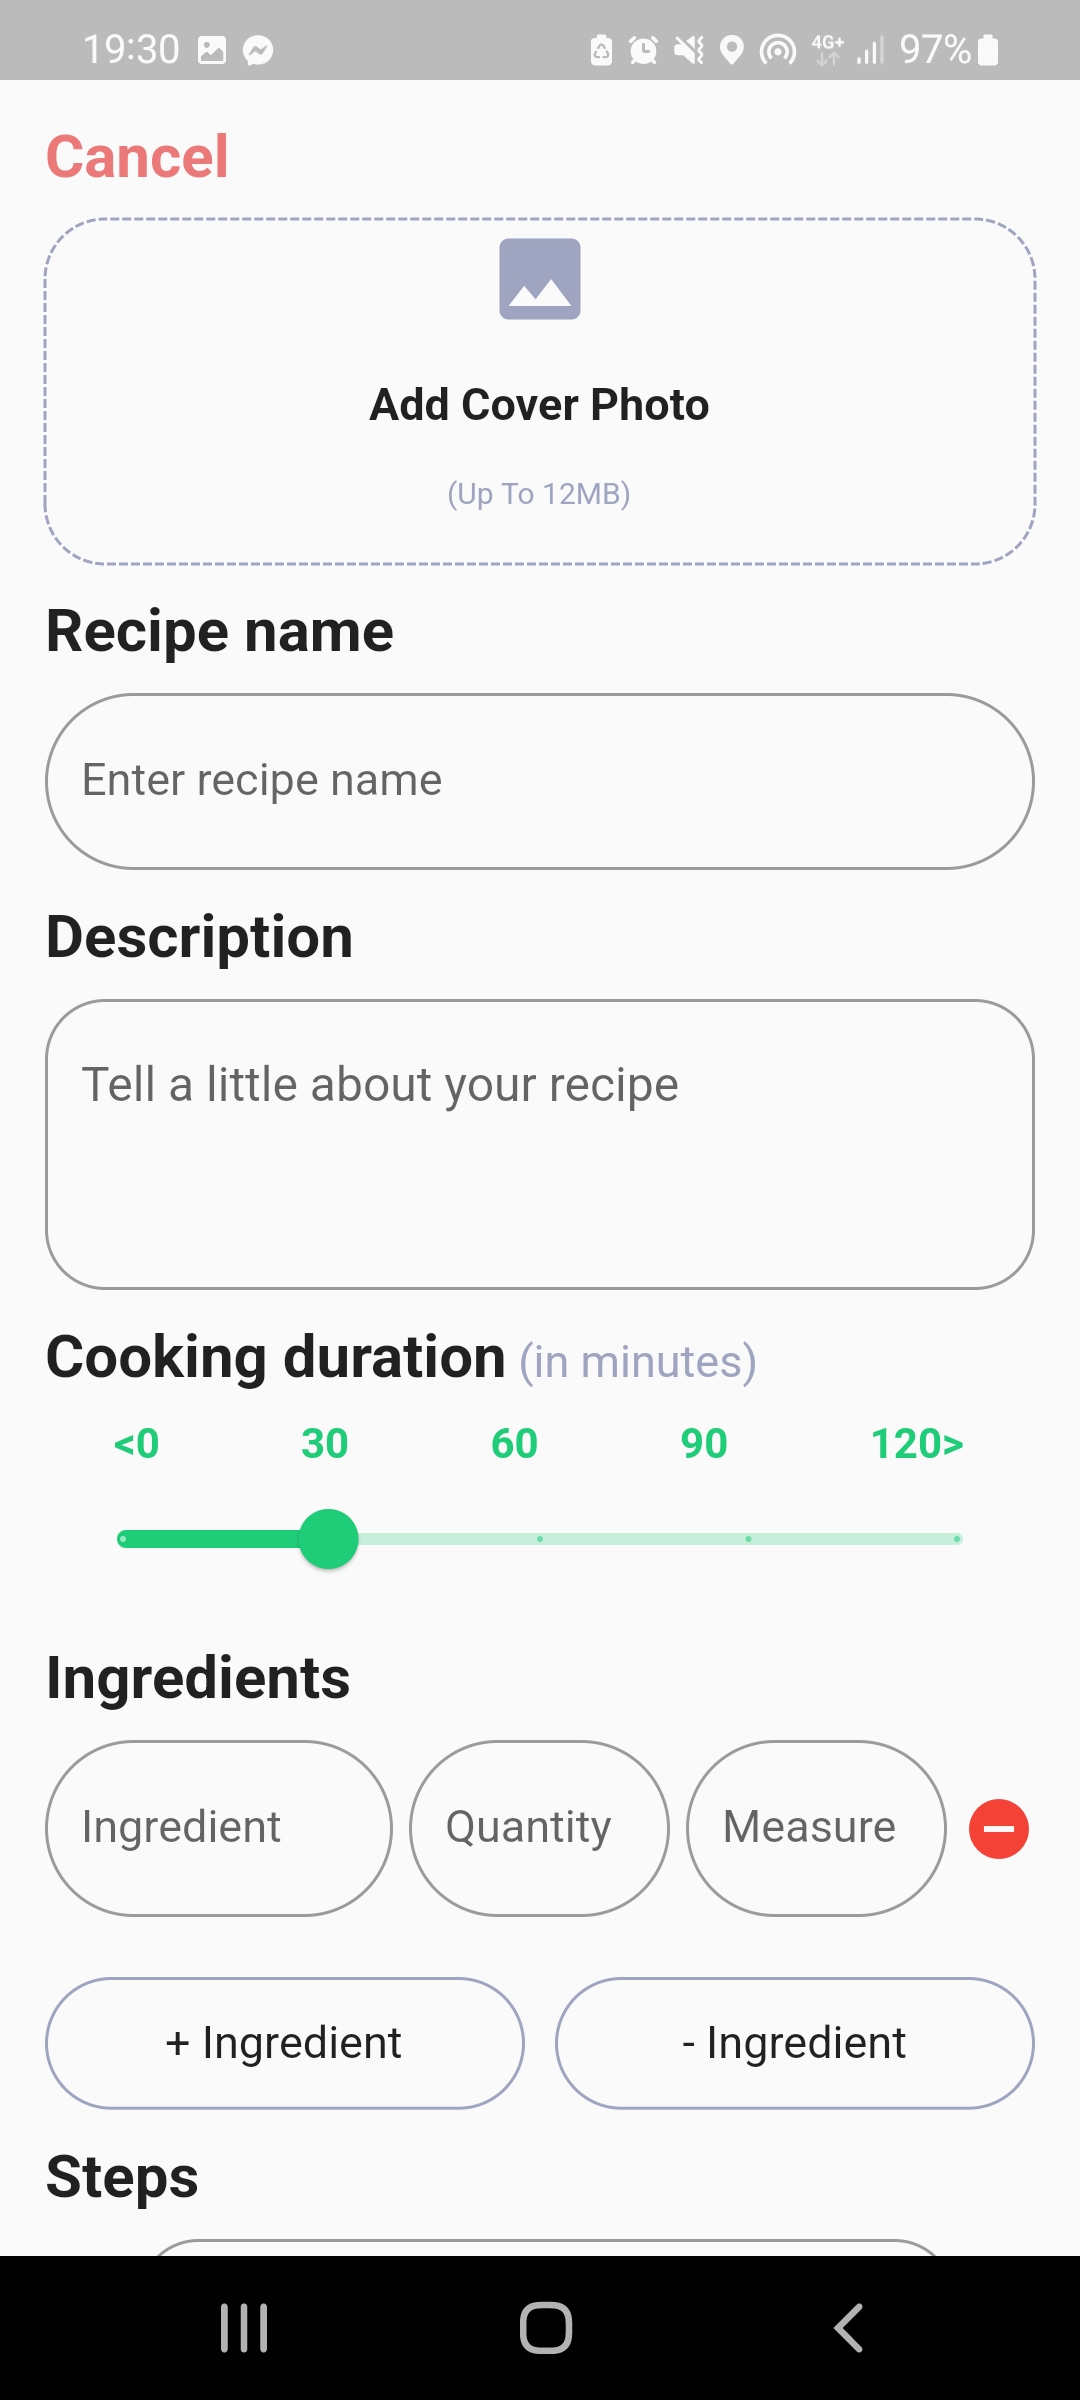 19:30 4G+ 97%
Cancel
Add Cover Photo
(Up To 12MB)
Recipe name
Enter recipe name
Description
Tell a little about your recipe
Cooking duration (in minutes)
<0 30 60 90 120>
Ingredients
Ingredient Quantity Measure
+ Ingredient - Ingredient
Steps